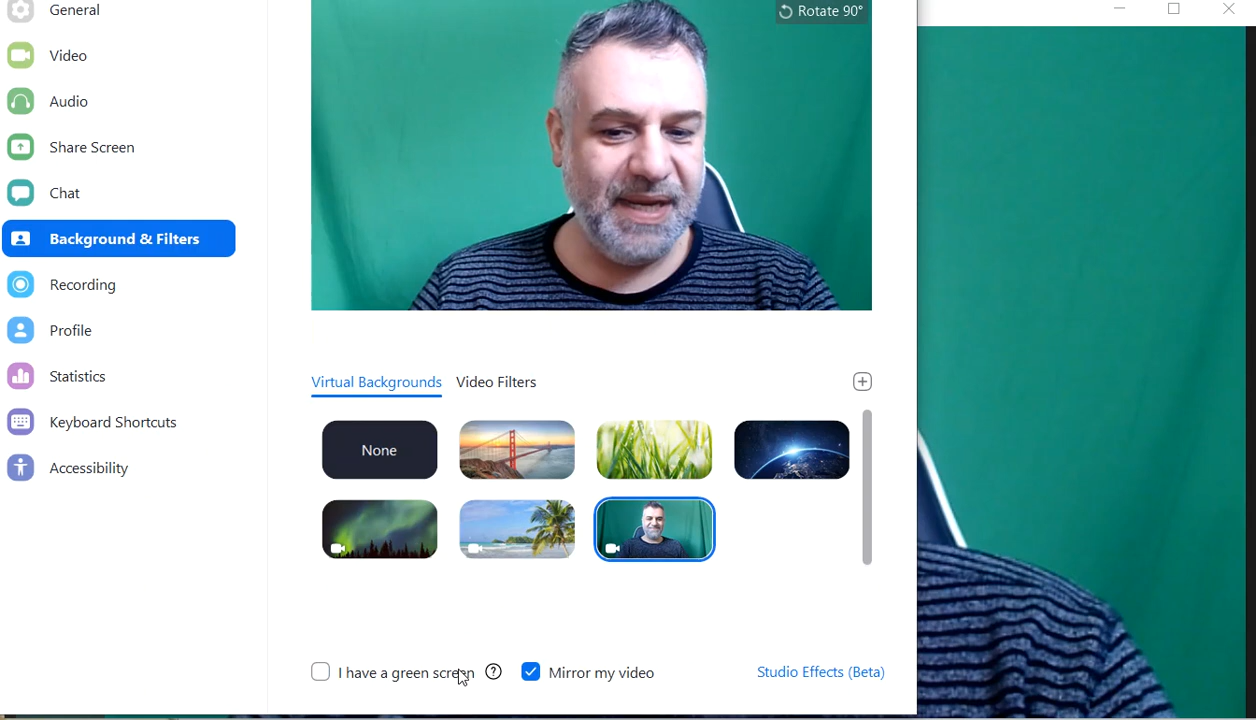 General
Video
Audio
Share Screen
Chat
Background & Filters
Recording
Profile
Statistics
Keyboard Shortcuts
Accessibility
Rotate 90°
Virtual Backgrounds Video Filters
None
I have a green screen ? Mirror my video Studio Effects (Beta)